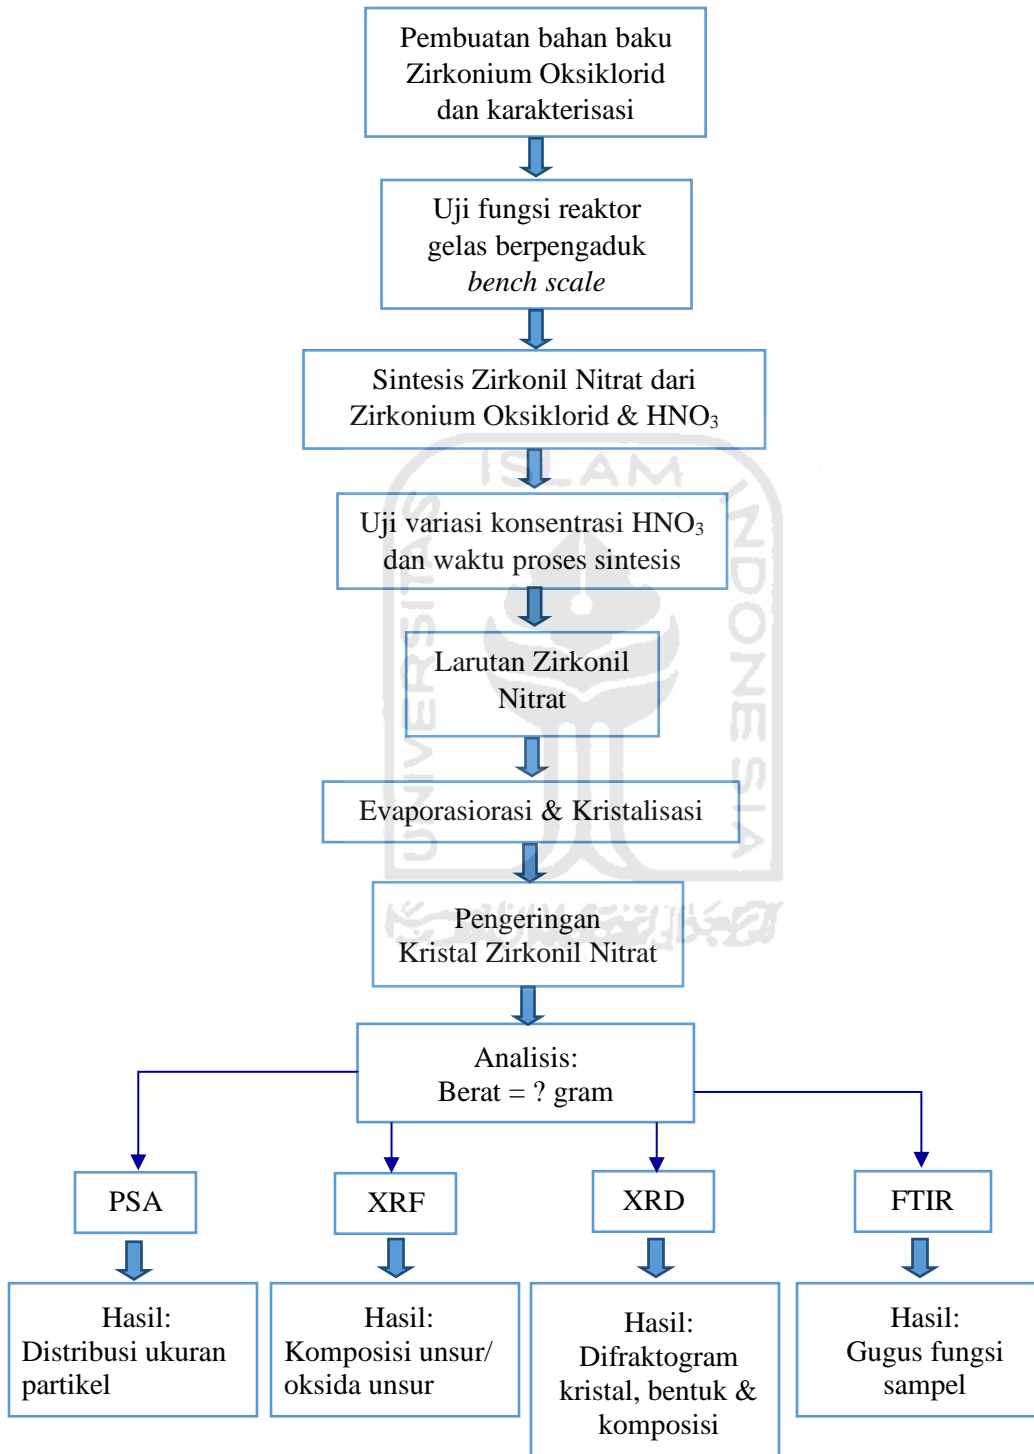 Pembuatan bahan baku
Zirkonium Oksiklorid
dan karakterisasi
Uji fungsi reaktor
gelas berpengaduk
bench scale
Sintesis Zirkonil Nitrat dari
Zirkonium Oksiklorid & HNO₃
ISLAM
UNIVERSITAS
INDONESIA
Uji variasi konsentrasi HNO₃
dan waktu proses sintesis
Larutan Zirkonil
Nitrat
Evaporasiorasi & Kristalisasi
Pengeringan
Kristal Zirkonil Nitrat
Analisis:
Berat = ? gram
PSA
XRF
XRD
FTIR
Hasil:
Distribusi ukuran
partikel
Hasil:
Komposisi unsur/
oksida unsur
Hasil:
Difraktogram
kristal, bentuk &
komposisi
Hasil:
Gugus fungsi
sampel